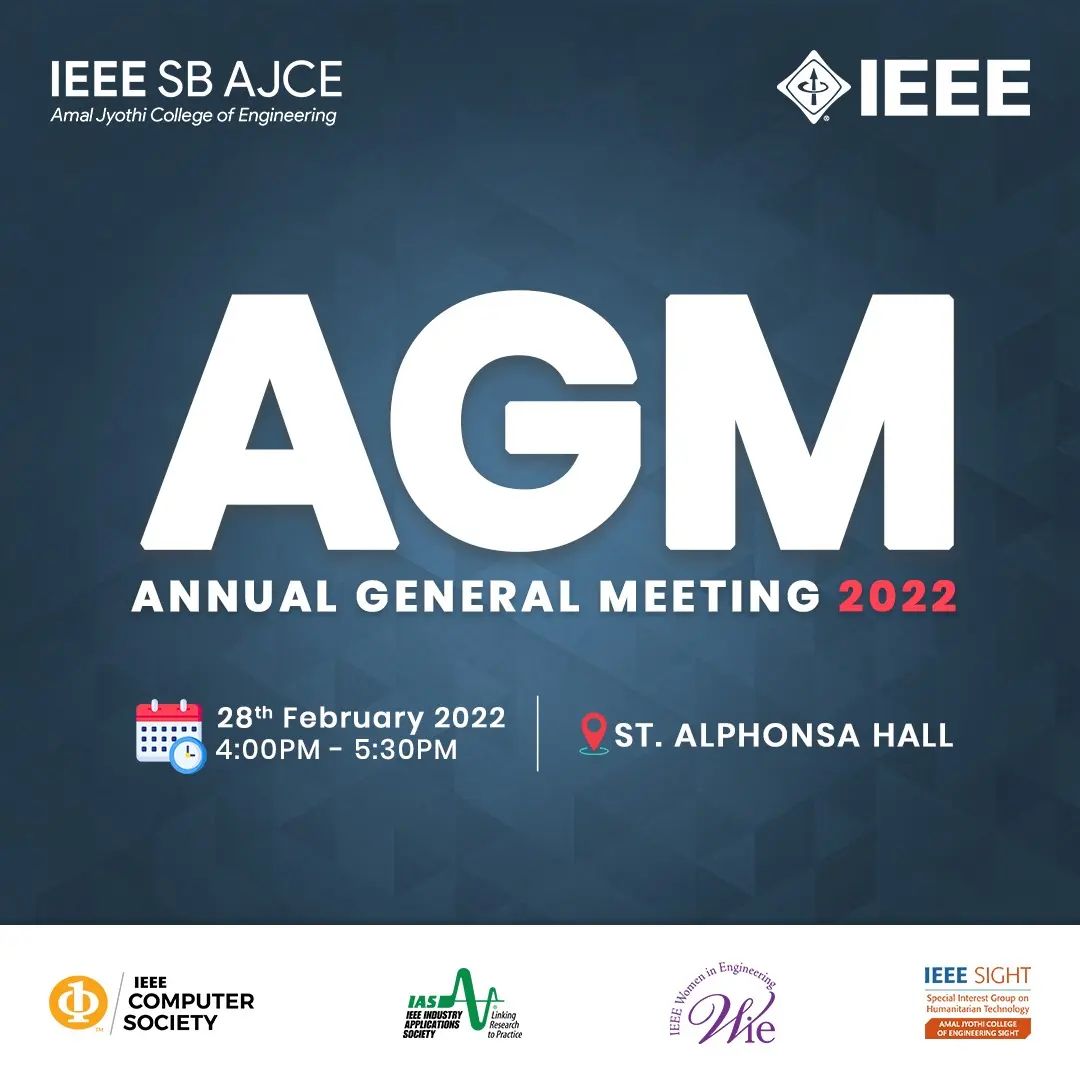 IEEE SB AJCE
Amal Jyothi College of Engineering
IEEE
AGM
ANNUAL GENERAL MEETING 2022
28th February 2022
4:00PM - 5:30PM
ST. ALPHONSA HALL
IEEE
COMPUTER
SOCIETY
IAS
IEEE INDUSTRY
APPLICATIONS
SOCIETY
Linking
Research
to Practice
IEEE Women in Engineering
Wie
IEEE SIGHT
Special Interest Group on
Humanitarian Technology
AMAL JYOTHI COLLEGE
OF ENGINEERING SIGHT